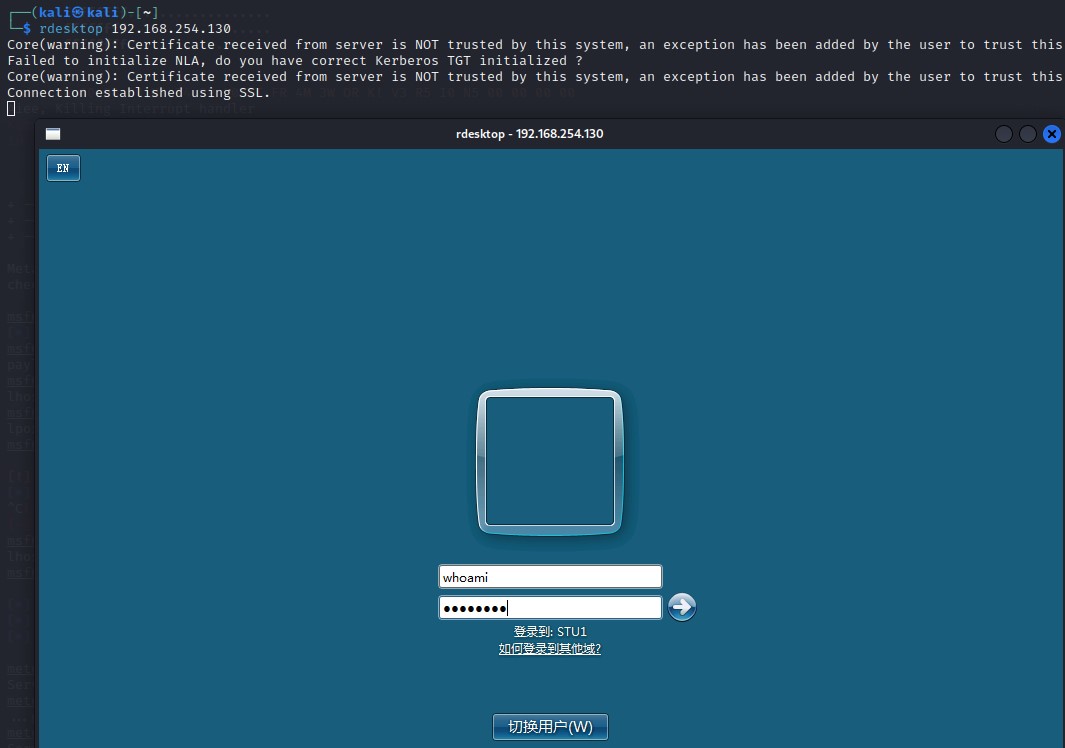 ┌──(kali㉿kali)-[~]
└─$ rdesktop 192.168.254.130
Core(warning): Certificate received from server is NOT trusted by this system, an exception has been added by the user to trust this
Failed to initialize NLA, do you have correct Kerberos TGT initialized ?
Core(warning): Certificate received from server is NOT trusted by this system, an exception has been added by the user to trust this
Connection established using SSL.
rdesktop - 192.168.254.130
EN
whoami
登录到: STU1
如何登录到其他域?
切换用户(W)